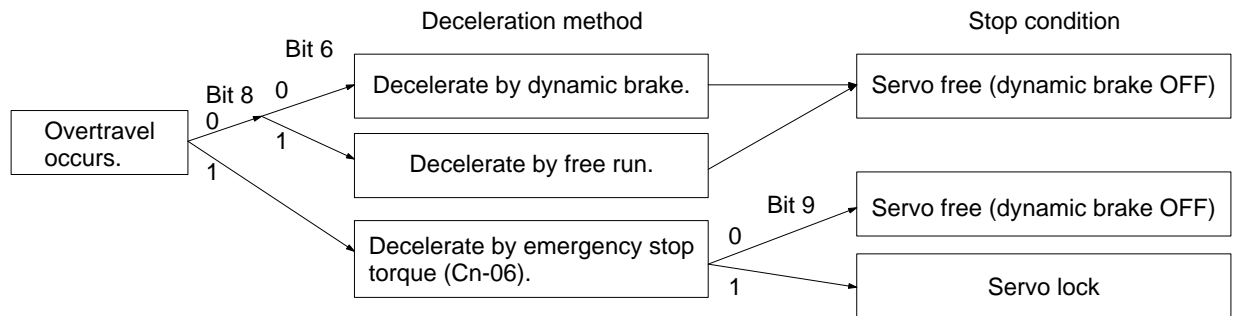 Deceleration method
Stop condition
Bit 6
Decelerate by dynamic brake.
Servo free (dynamic brake OFF)
0
Bit 8
0
Overtravel
occurs.
1
Decelerate by free run.
1
Bit 9
Servo free (dynamic brake OFF)
Decelerate by emergency stop
torque (Cn-06).
0
1
Servo lock